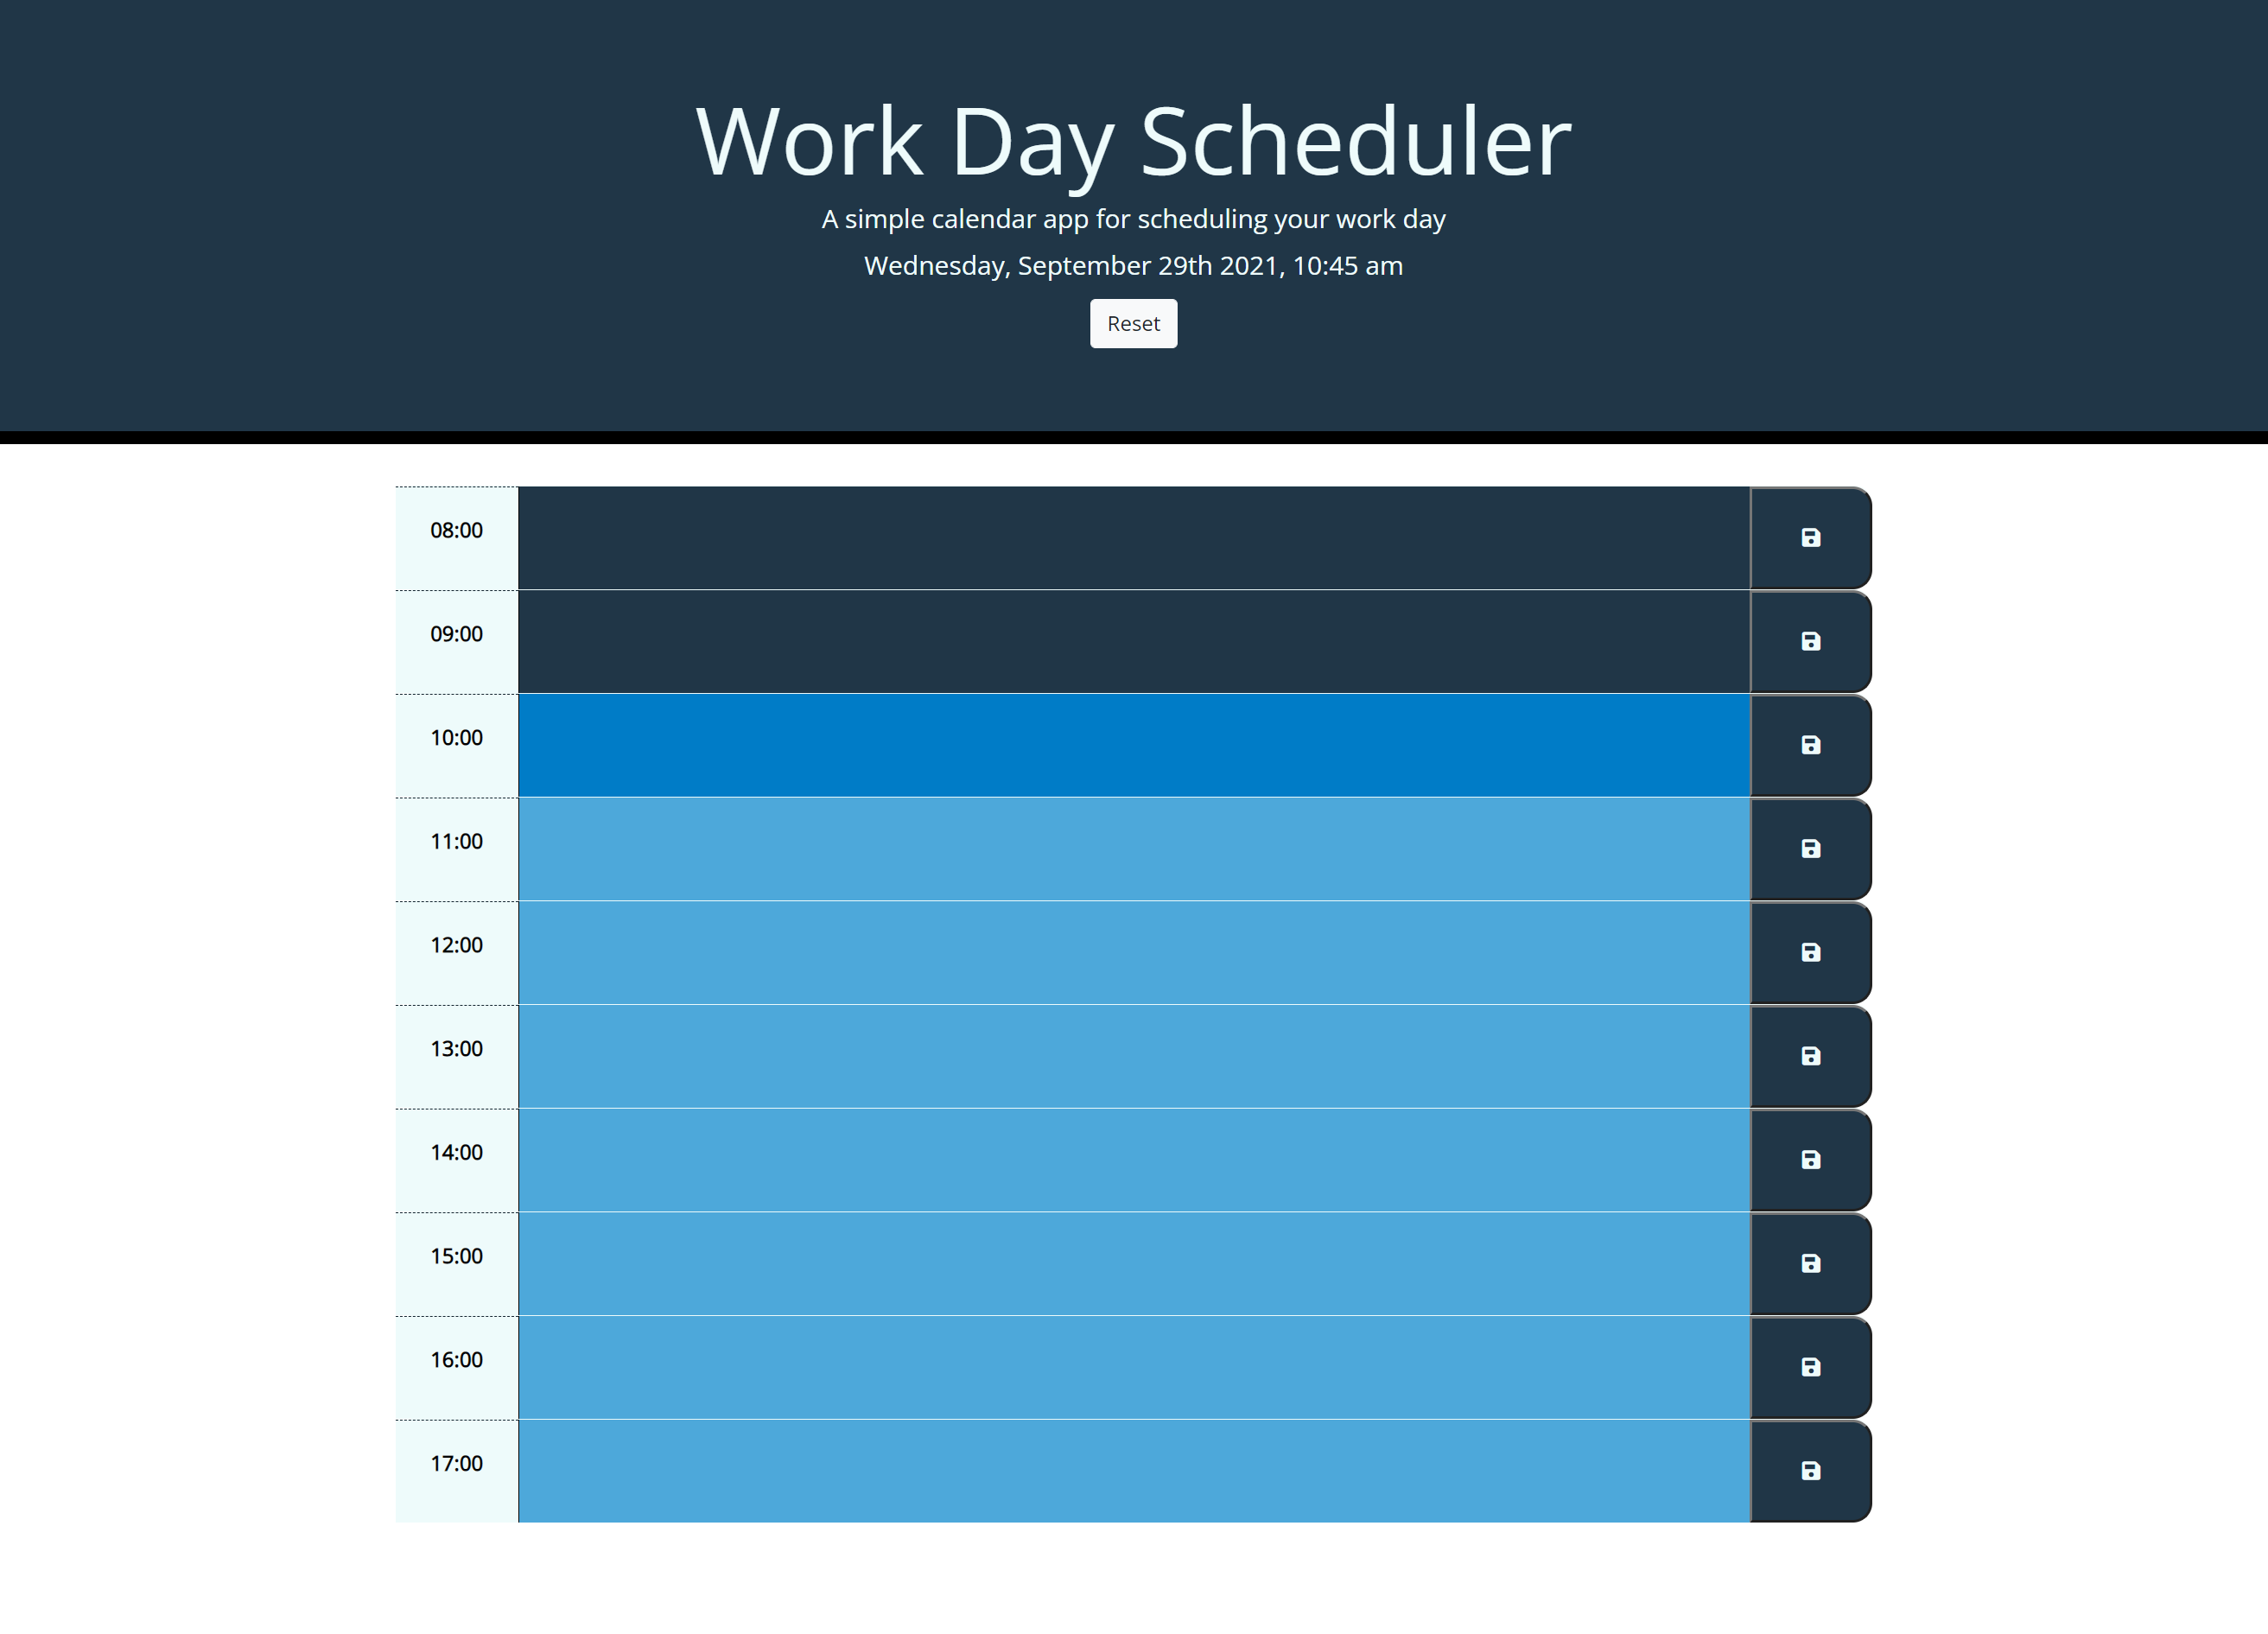 Work Day Scheduler
A simple calendar app for scheduling your work day
Wednesday, September 29th 2021, 10:45 am
Reset
08:00
09:00
10:00
11:00
12:00
13:00
14:00
15:00
16:00
17:00